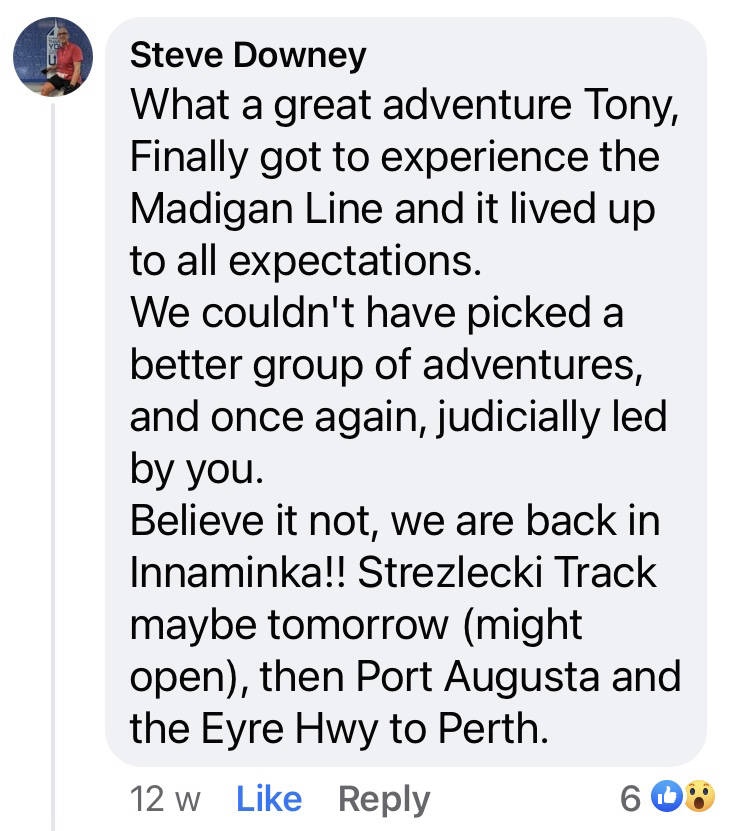 Steve Downey
What a great adventure Tony,
Finally got to experience the
Madigan Line and it lived up
to all expectations.
We couldn't have picked a
better group of adventures,
and once again, judicially led
by you.
Believe it not, we are back in
Innaminka!! Strezlecki Track
maybe tomorrow (might
open), then Port Augusta and
the Eyre Hwy to Perth.
12 w Like Reply 6